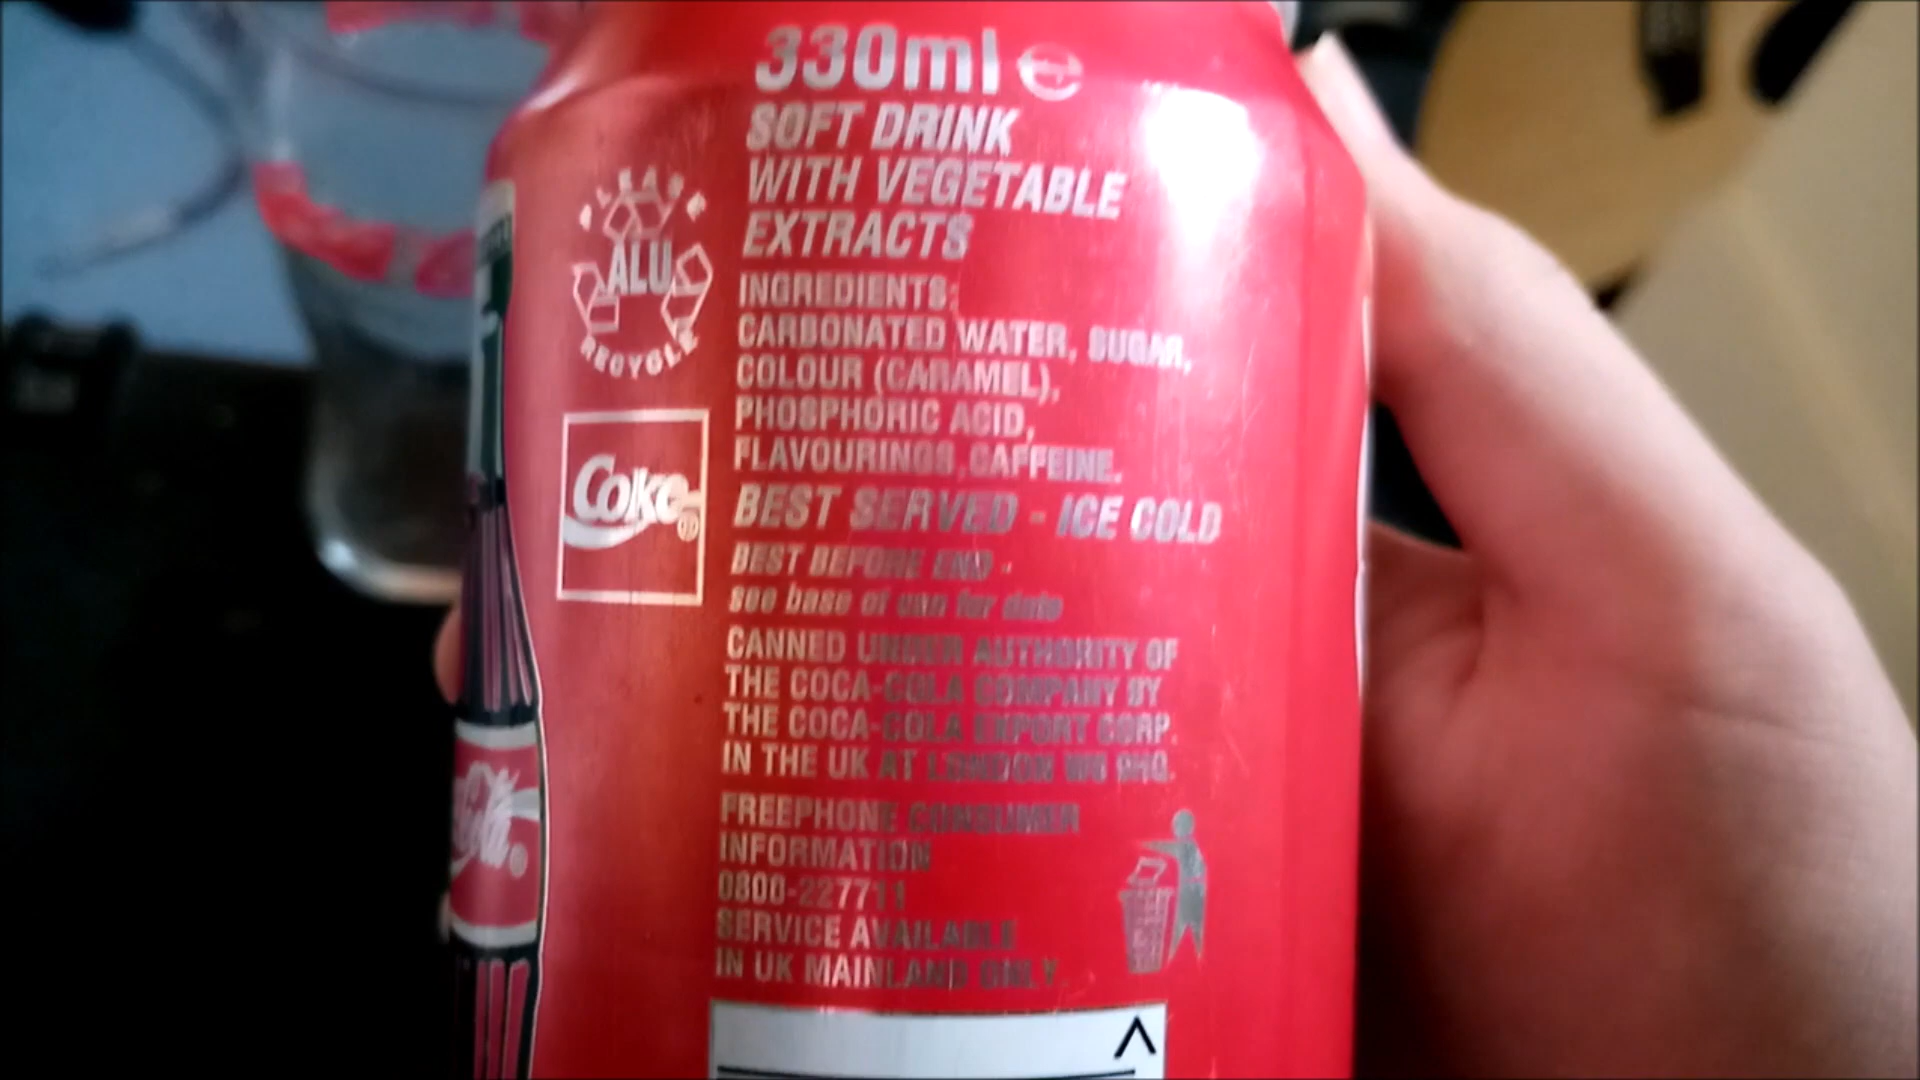 330ml ℮
SOFT DRINK
WITH VEGETABLE
EXTRACTS
PLEASE
ALU
RECYCLE
INGREDIENTS:
CARBONATED WATER, SUGAR,
COLOUR (CARAMEL),
PHOSPHORIC ACID,
FLAVOURINGS, CAFFEINE.
Coke
BEST SERVED - ICE COLD
BEST BEFORE END -
see base of can for date
CANNED UNDER AUTHORITY OF
THE COCA-COLA COMPANY BY
THE COCA-COLA EXPORT CORP.
IN THE UK AT LONDON W6 9HQ.
FREEPHONE CONSUMER
INFORMATION
0800-227711
SERVICE AVAILABLE
IN UK MAINLAND ONLY.
Cola®